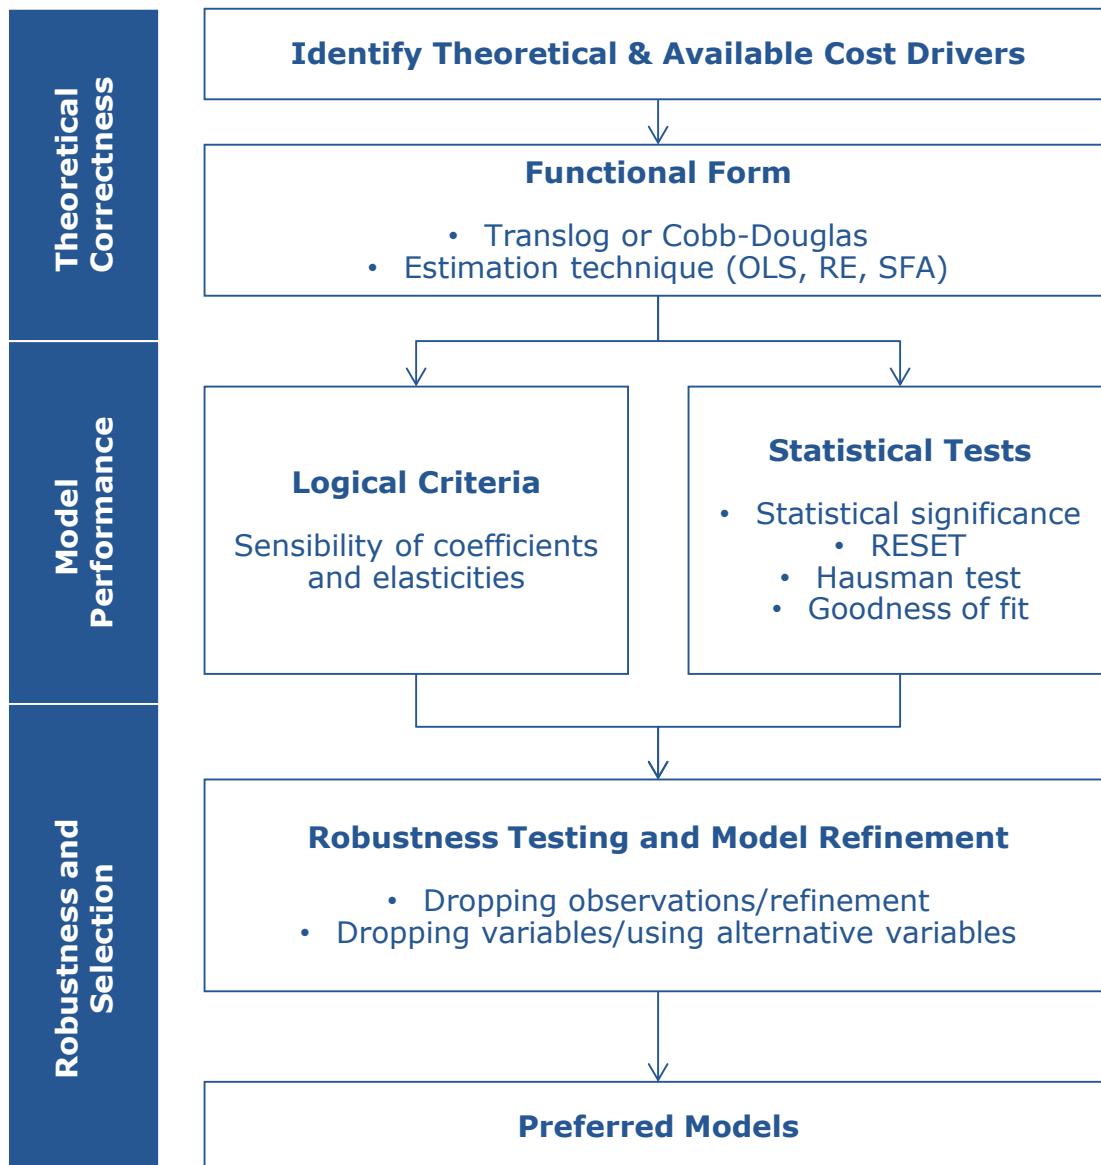 Theoretical
Correctness
Identify Theoretical & Available Cost Drivers
Functional Form
• Translog or Cobb-Douglas
• Estimation technique (OLS, RE, SFA)
Model
Performance
Logical Criteria
Sensibility of coefficients
and elasticities
Statistical Tests
• Statistical significance
• RESET
• Hausman test
• Goodness of fit
Robustness and
Selection
Robustness Testing and Model Refinement
• Dropping observations/refinement
• Dropping variables/using alternative variables
Preferred Models